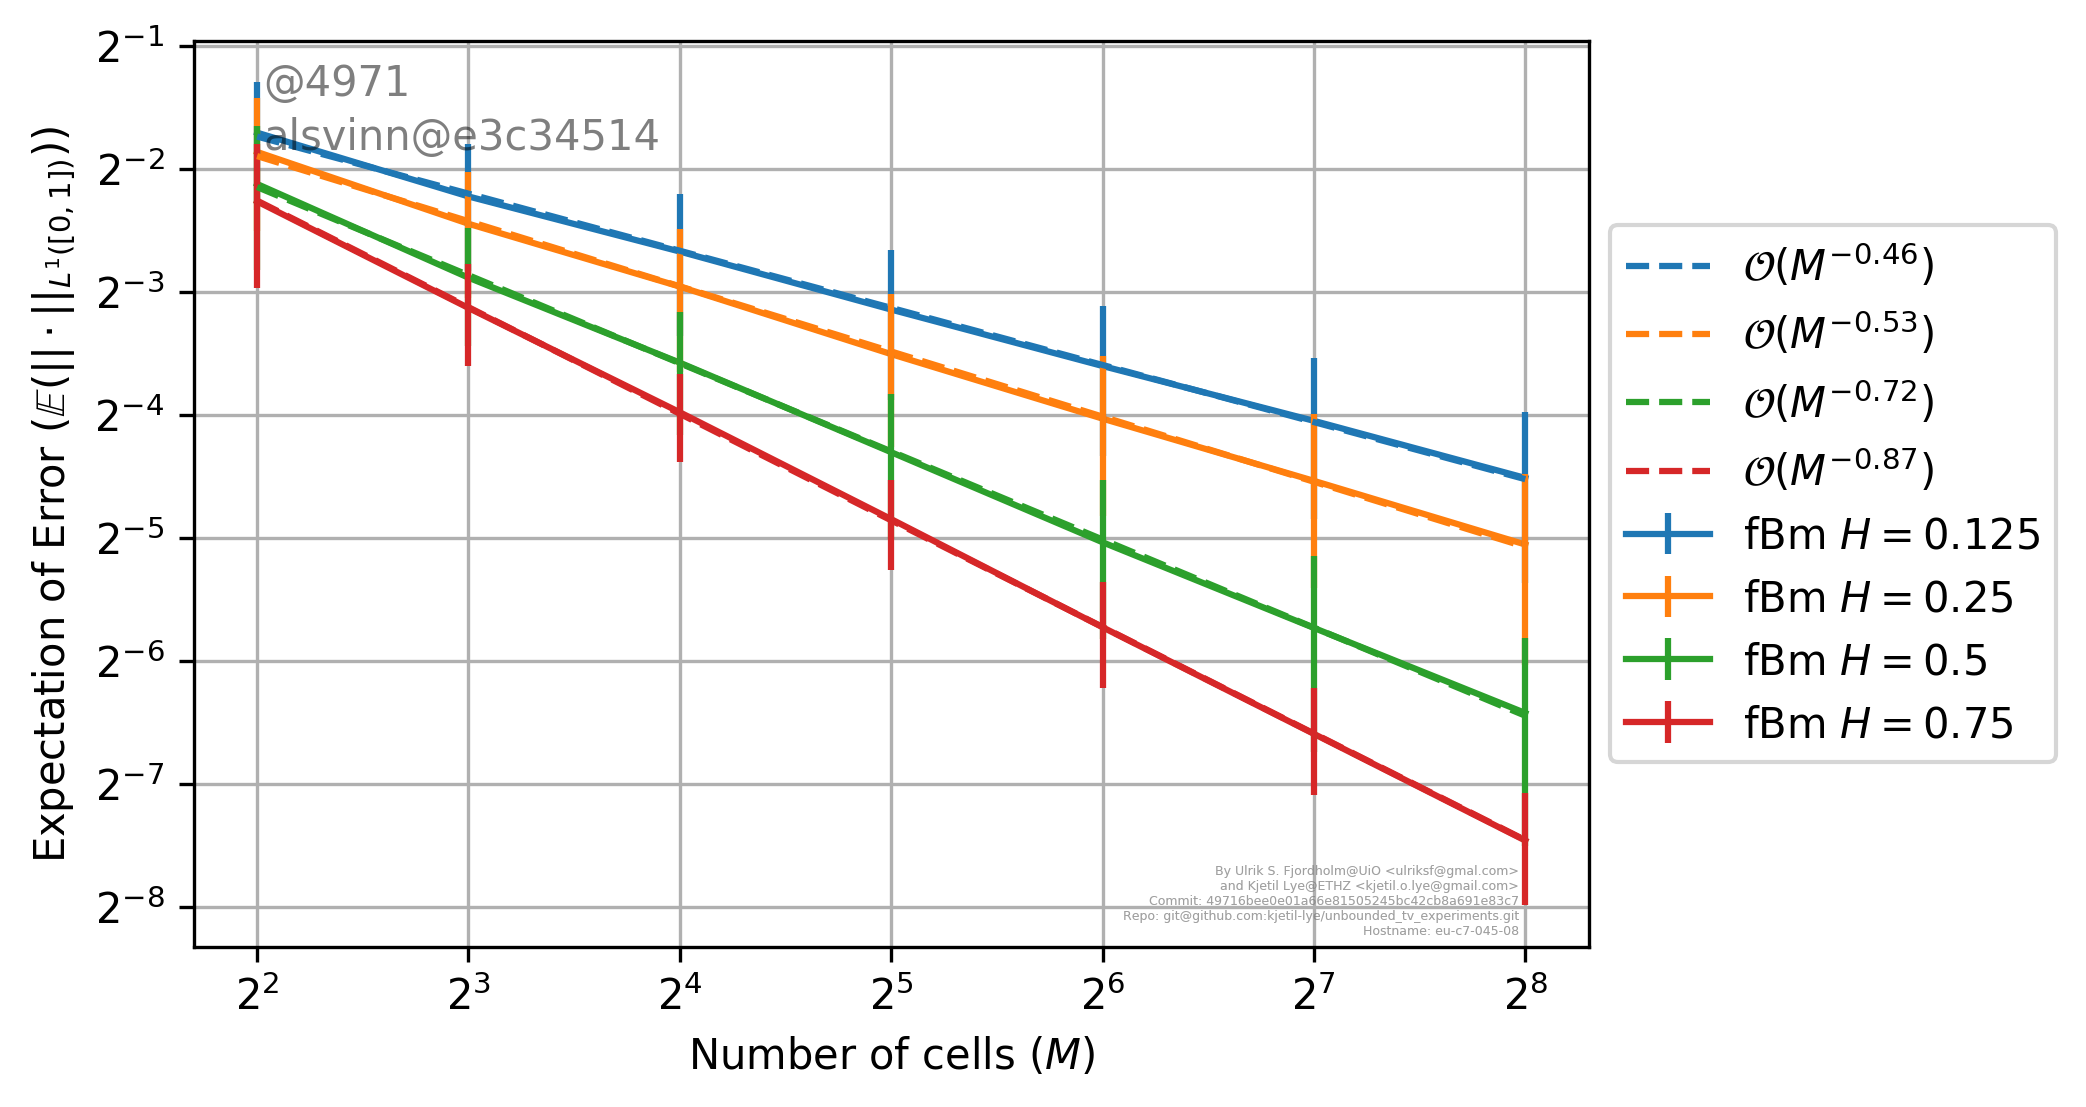 @4971
alsvinn@e3c34514
Expectation of Error (𝔼(||·||_{L^1([0,1])}))
2^{-1}
2^{-2}
2^{-3}
2^{-4}
2^{-5}
2^{-6}
2^{-7}
2^{-8}
2^2
2^3
2^4
2^5
2^6
2^7
2^8
Number of cells (M)
𝒪(M^{-0.46})
𝒪(M^{-0.53})
𝒪(M^{-0.72})
𝒪(M^{-0.87})
fBm H = 0.125
fBm H = 0.25
fBm H = 0.5
fBm H = 0.75
By Ulrik S. Fjordholm@UiO <ulriksf@gmal.com>
and Kjetil Lye@ETHZ <kjetil.o.lye@gmail.com>
Commit: 49716bee0e01a66e81505245bc42cb8a691e83c7
Repo: git@github.com:kjetil-lye/unbounded_tv_experiments.git
Hostname: eu-c7-045-08